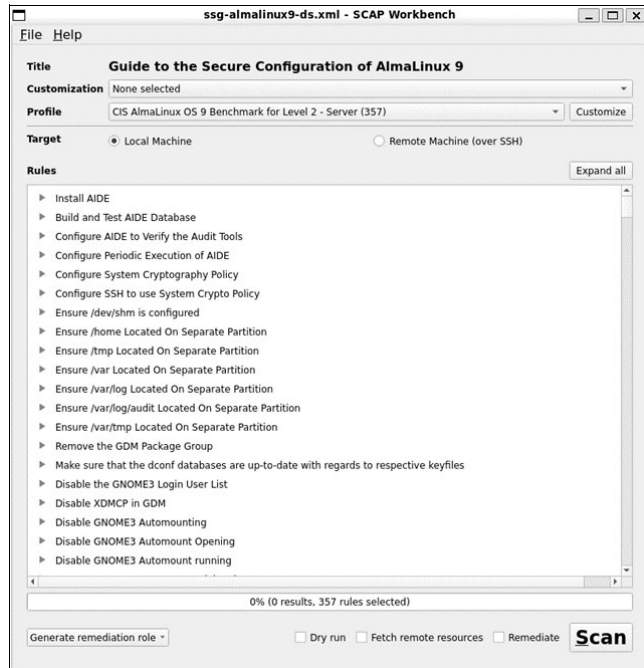 ssg-almalinux9-ds.xml - SCAP Workbench
File Help
Title Guide to the Secure Configuration of AlmaLinux 9
Customization None selected
Profile CIS AlmaLinux OS 9 Benchmark for Level 2 - Server (357) Customize
Target Local Machine Remote Machine (over SSH)
Rules Expand all
Install AIDE
Build and Test AIDE Database
Configure AIDE to Verify the Audit Tools
Configure Periodic Execution of AIDE
Configure System Cryptography Policy
Configure SSH to use System Crypto Policy
Ensure /dev/shm is configured
Ensure /home Located On Separate Partition
Ensure /tmp Located On Separate Partition
Ensure /var Located On Separate Partition
Ensure /var/log Located On Separate Partition
Ensure /var/log/audit Located On Separate Partition
Ensure /var/tmp Located On Separate Partition
Remove the GDM Package Group
Make sure that the dconf databases are up-to-date with regards to respective keyfiles
Disable the GNOME3 Login User List
Disable XDMCP in GDM
Disable GNOME3 Automounting
Disable GNOME3 Automount Opening
Disable GNOME3 Automount running
0% (0 results, 357 rules selected)
Generate remediation role Dry run Fetch remote resources Remediate Scan